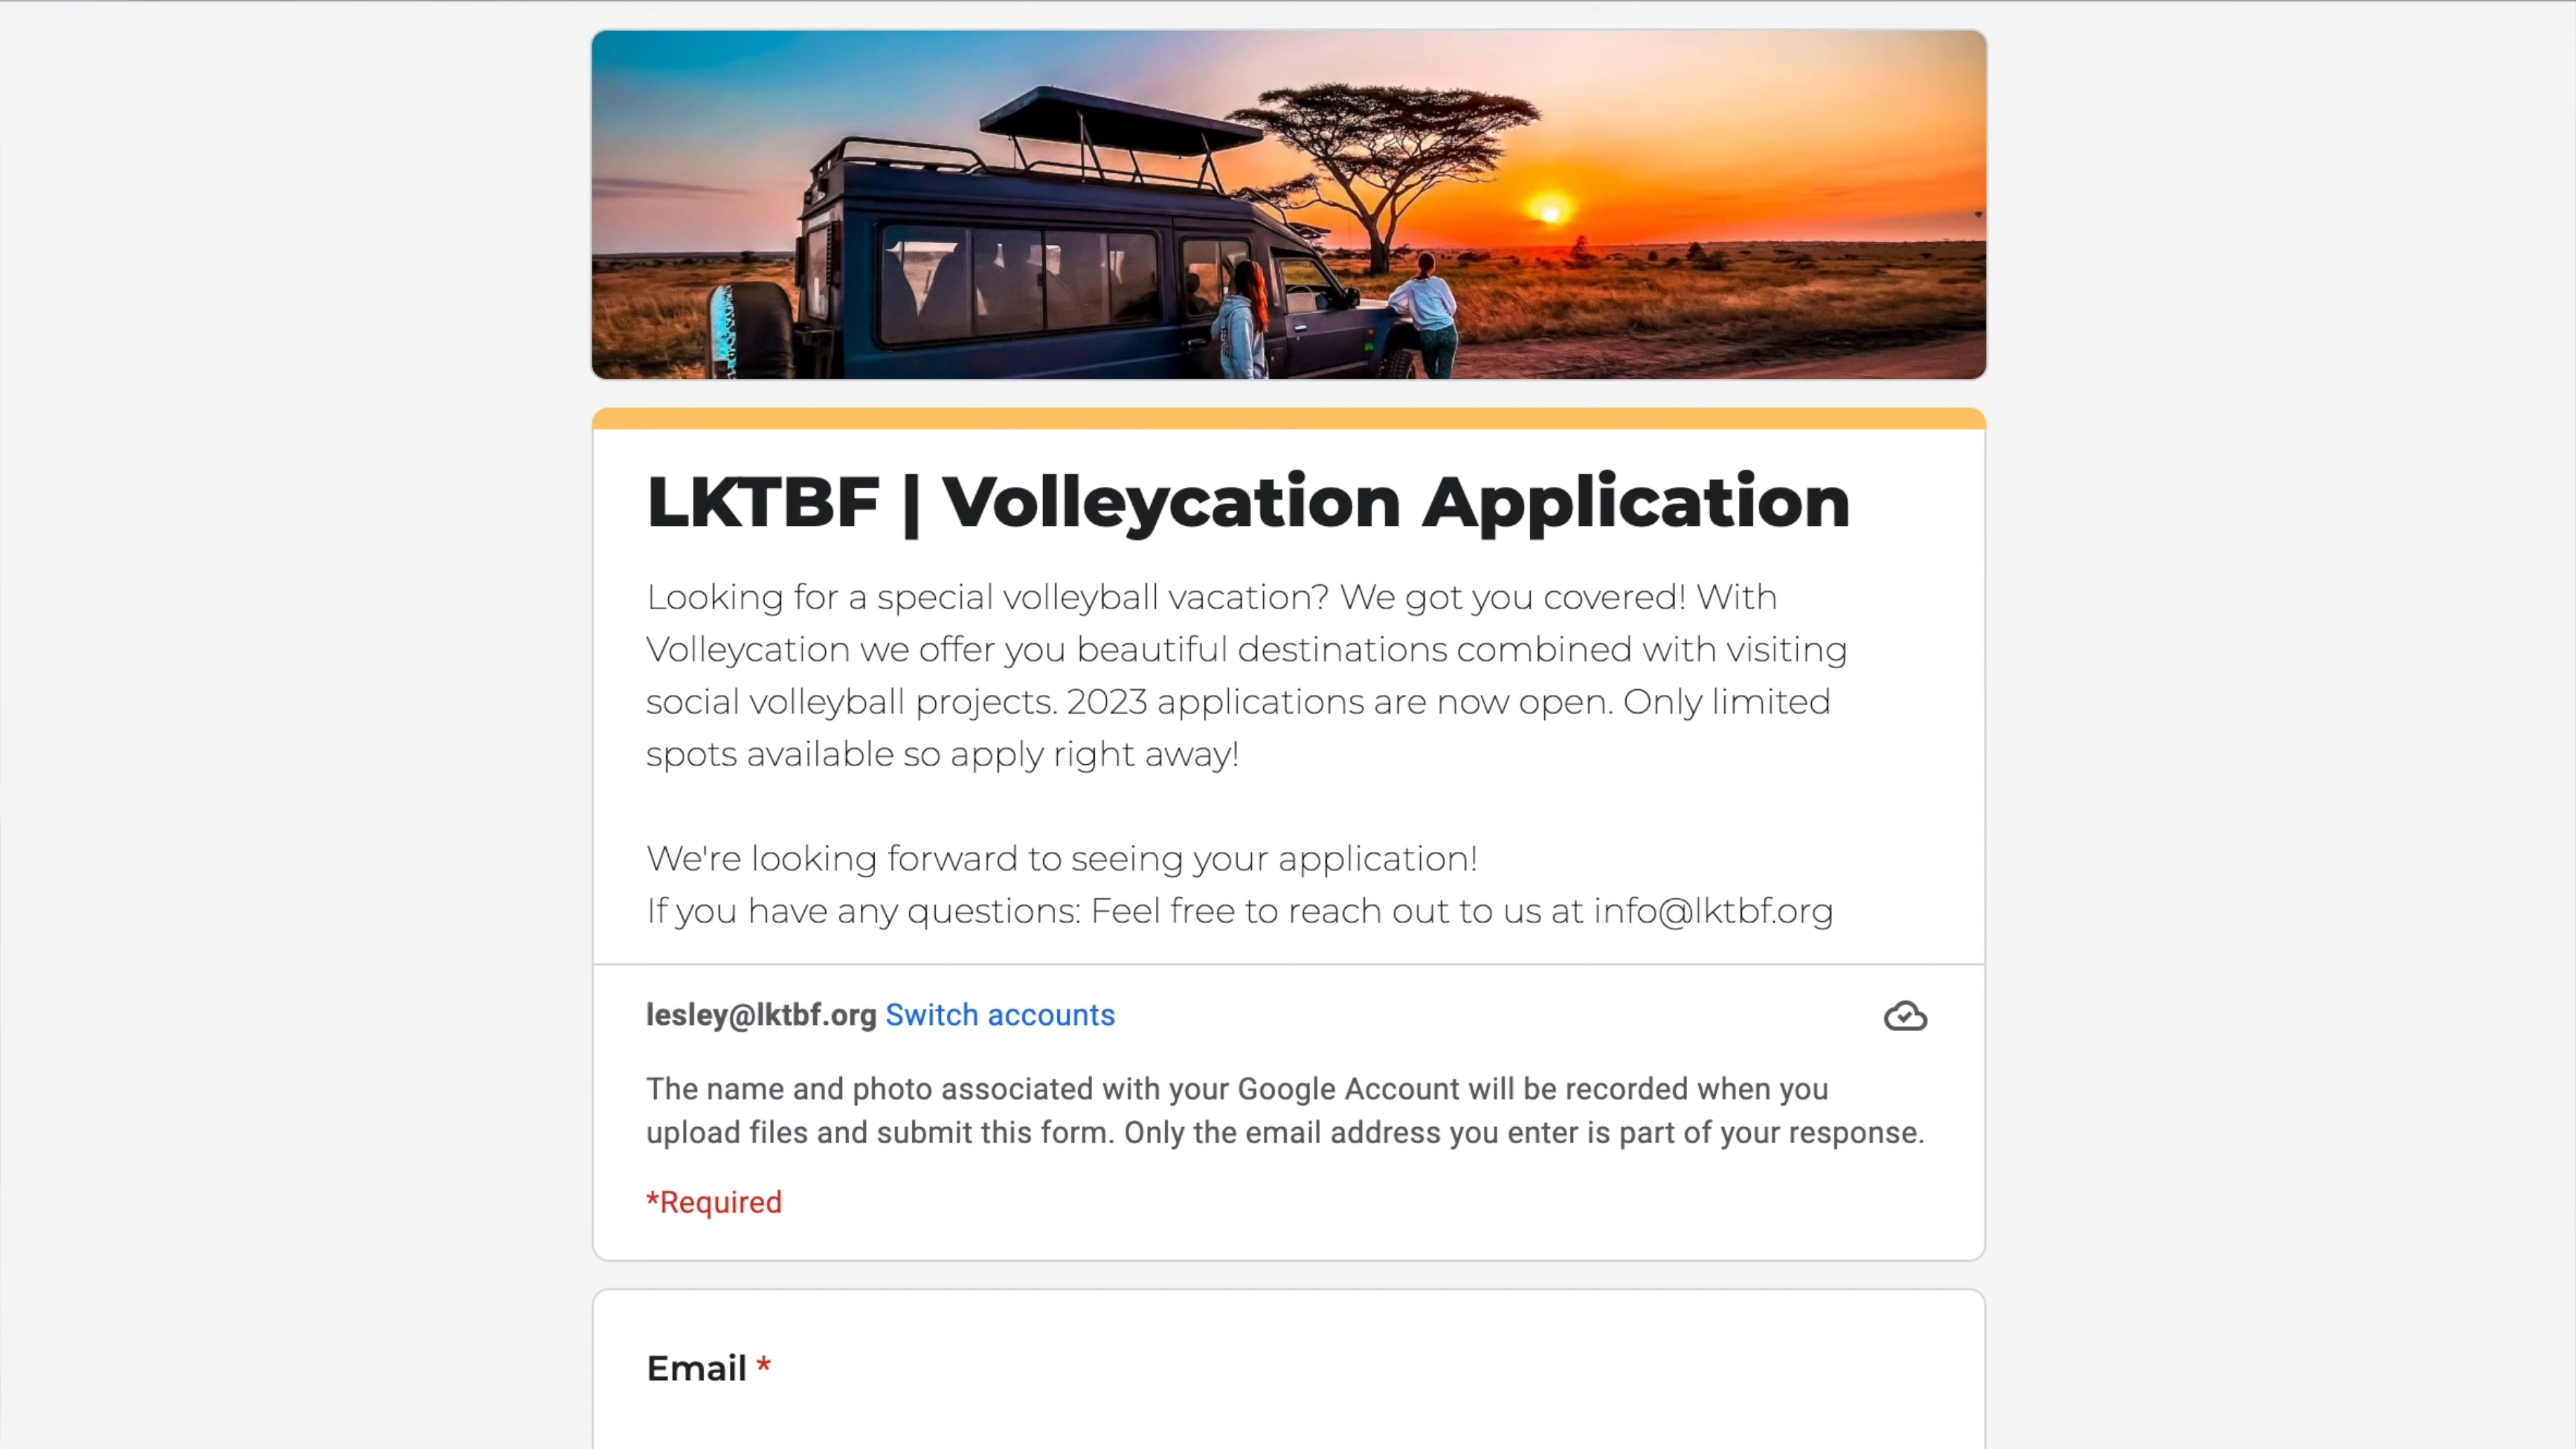 LKTBF | Volleycation Application
Looking for a special volleyball vacation? We got you covered! With
Volleycation we offer you beautiful destinations combined with visiting
social volleyball projects. 2023 applications are now open. Only limited
spots available so apply right away!
We're looking forward to seeing your application!
If you have any questions: Feel free to reach out to us at info@lktbf.org
lesley@lktbf.org Switch accounts
The name and photo associated with your Google Account will be recorded when you
upload files and submit this form. Only the email address you enter is part of your response.
*Required
Email *